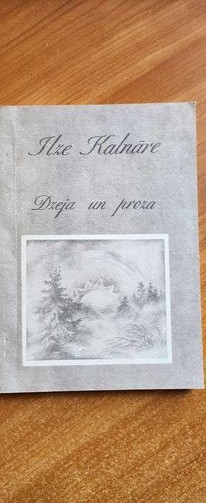 Ilze Kalnāre
Dzeja un proza